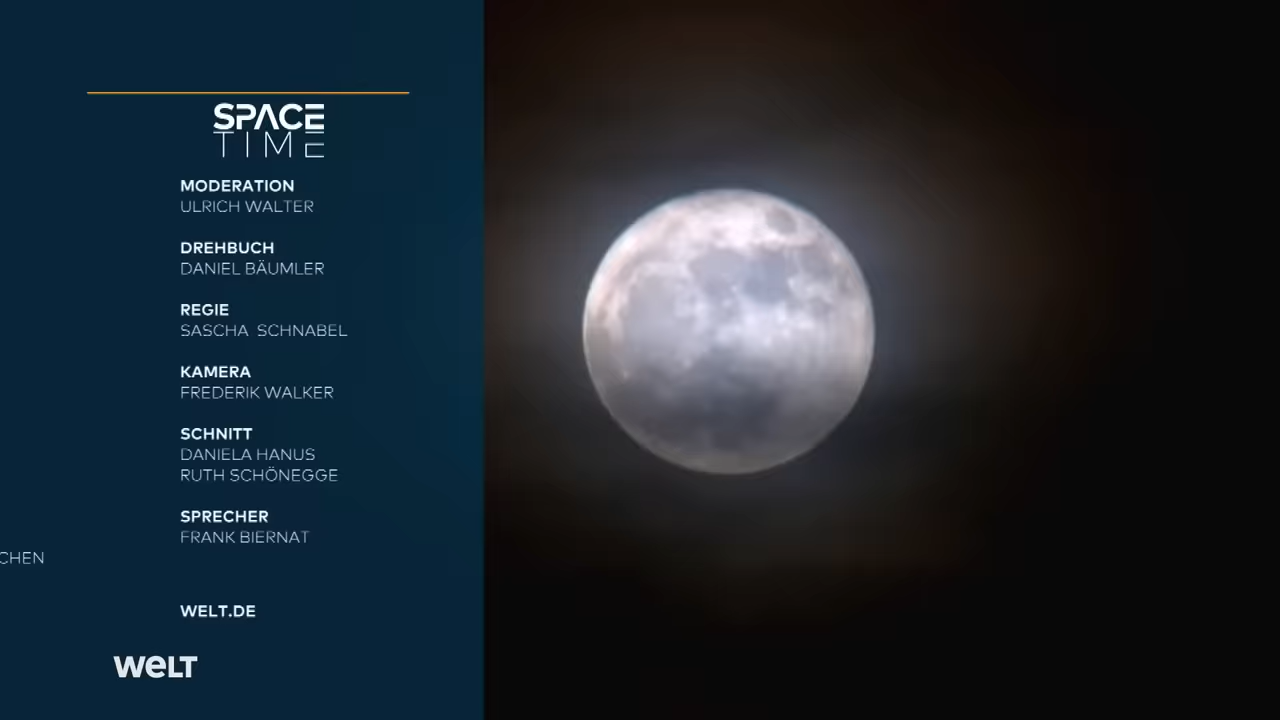 SPACE
TIME
MODERATION
ULRICH WALTER
DREHBUCH
DANIEL BÄUMLER
REGIE
SASCHA SCHNABEL
KAMERA
FREDERIK WALKER
SCHNITT
DANIELA HANUS
RUTH SCHÖNEGGE
SPRECHER
FRANK BIERNAT
CHEN
WELT.DE
WELT